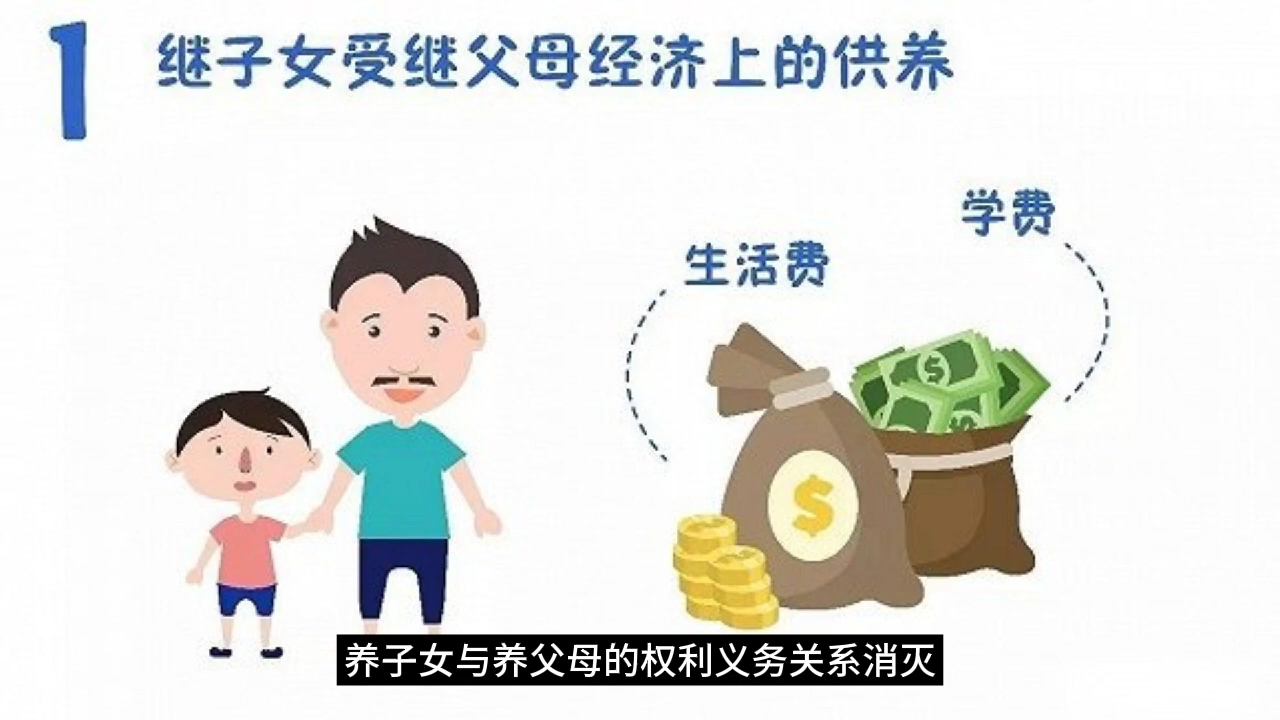 1 继子女受继父母经济上的供养
学费
生活费
$
$
$
养子女与养父母的权利义务关系消灭